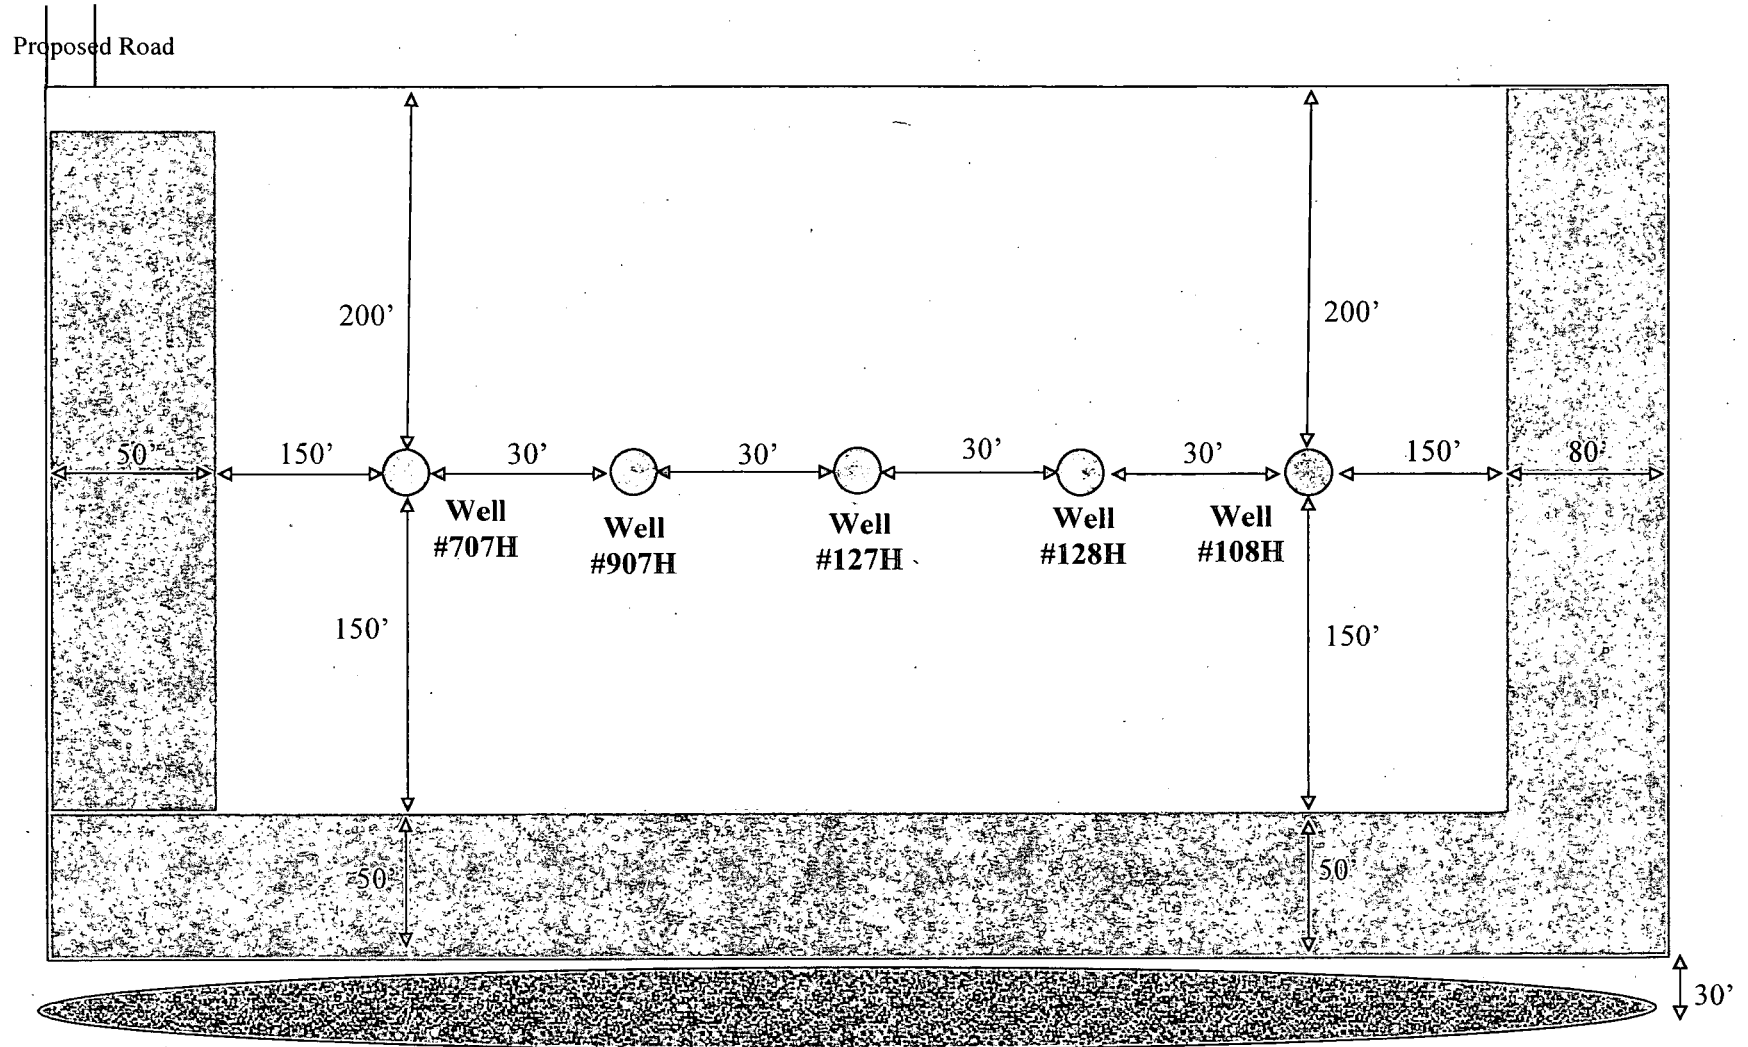 Proposed Road
200’
200’
50’
150’
30’
30’
30’
30’
150’
80’
Well
#707H
Well
#907H
Well
#127H
Well
#128H
Well
#108H
150’
150’
50’
50’
30’